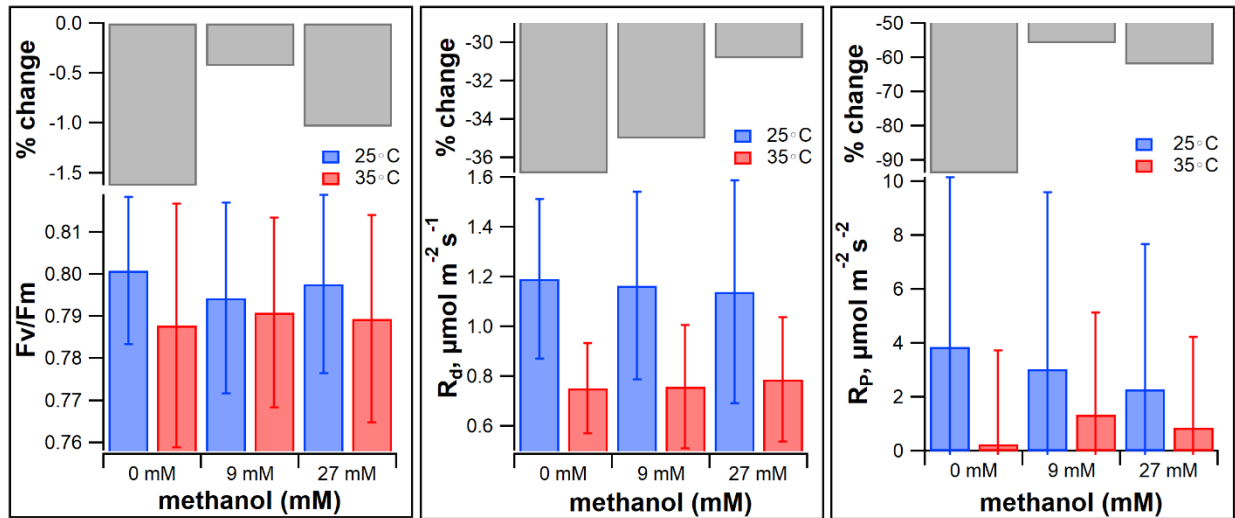 % change
0.0
-0.5
-1.0
-1.5
25°C
35°C
Fv/Fm
0.81
0.80
0.79
0.78
0.77
0.76
0 mM 9 mM 27 mM
methanol (mM)
% change
-30
-32
-34
-36
25°C
35°C
Rd, µmol m-2 s-1
1.6
1.4
1.2
1.0
0.8
0.6
0 mM 9 mM 27 mM
methanol (mM)
% change
-50
-60
-70
-80
-90
25°C
35°C
RP, µmol m-2 s-2
10
8
6
4
2
0
0 mM 9 mM 27 mM
methanol (mM)